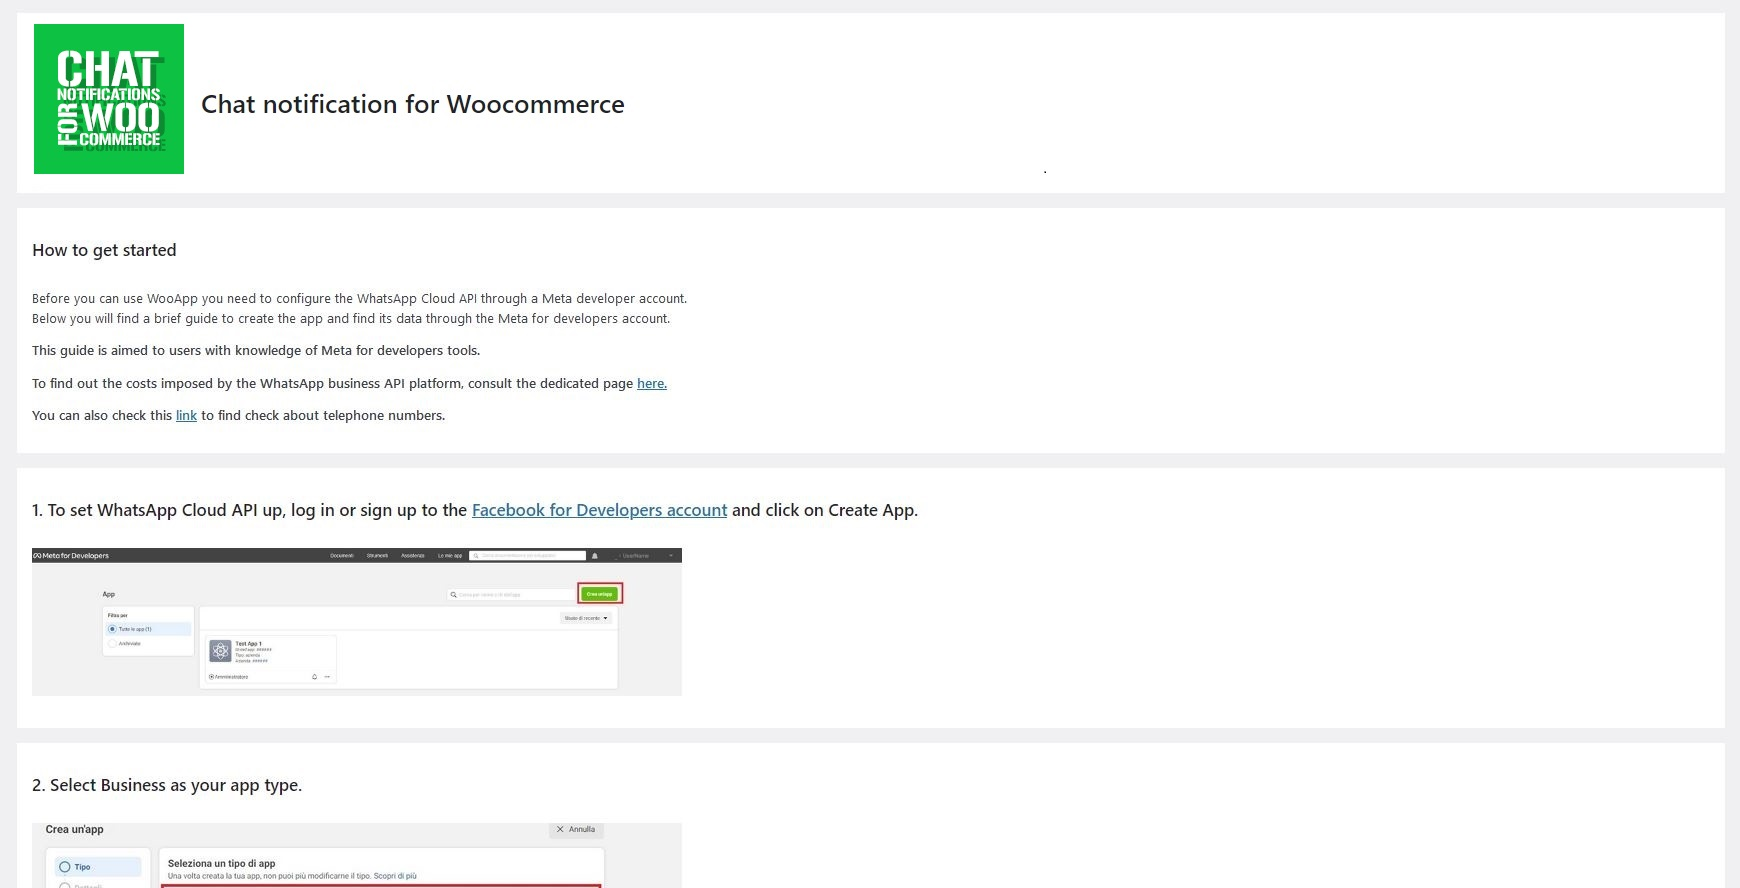 CHAT
NOTIFICATIONS
FOR WOO
COMMERCE
Chat notification for Woocommerce
.
How to get started
Before you can use WooApp you need to configure the WhatsApp Cloud API through a Meta developer account.
Below you will find a brief guide to create the app and find its data through the Meta for developers account.
This guide is aimed to users with knowledge of Meta for developers tools.
To find out the costs imposed by the WhatsApp business API platform, consult the dedicated page here.
You can also check this link to find check about telephone numbers.
1. To set WhatsApp Cloud API up, log in or sign up to the Facebook for Developers account and click on Create App.
Meta for Developers Documenti Strumenti Assistenza Le mie app UserName
App Crea un'app
Filtra per
Tutte le app (1)
Archiviate
Test App 1
Tipo: azienda
Azienda: ######
Amministratore
2. Select Business as your app type.
Crea un'app Annulla
Tipo
Seleziona un tipo di app
Una volta creata la tua app, non puoi più modificarne il tipo. Scopri di più
Dettagli